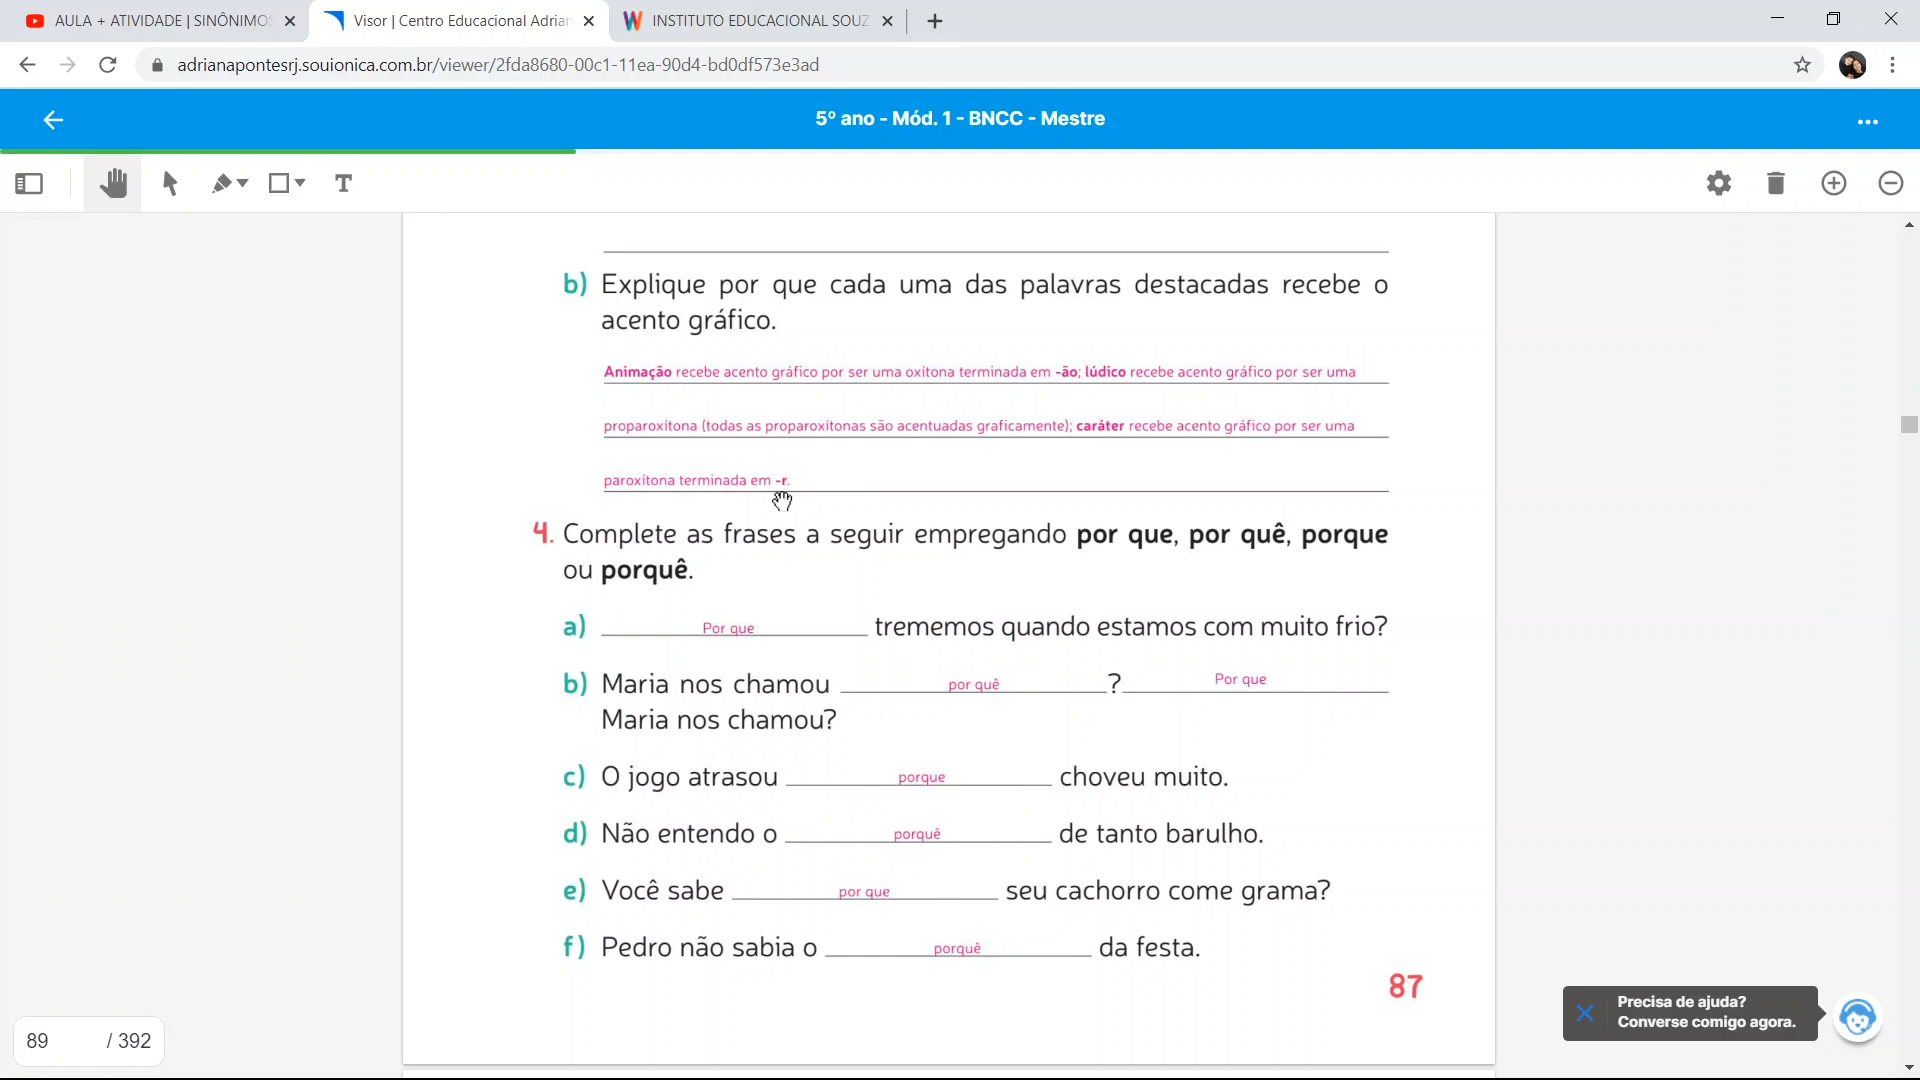 AULA + ATIVIDADE | SINÔNIMOS
Visor | Centro Educacional Adrian
INSTITUTO EDUCACIONAL SOUZ
adrianapontesrj.souionica.com.br/viewer/2fda8680-00c1-11ea-90d4-bd0df573e3ad
5º ano - Mód. 1 - BNCC - Mestre
T
b) Explique por que cada uma das palavras destacadas recebe o
acento gráfico.
Animação recebe acento gráfico por ser uma oxítona terminada em -ão; lúdico recebe acento gráfico por ser uma
proparoxítona (todas as proparoxítonas são acentuadas graficamente); caráter recebe acento gráfico por ser uma
paroxítona terminada em -r.
4. Complete as frases a seguir empregando por que, por quê, porque
ou porquê.
a) Por que trememos quando estamos com muito frio?
b) Maria nos chamou por quê ? Por que
Maria nos chamou?
c) O jogo atrasou porque choveu muito.
d) Não entendo o porquê de tanto barulho.
e) Você sabe por que seu cachorro come grama?
f) Pedro não sabia o porquê da festa.
87
Precisa de ajuda?
Converse comigo agora.
89 / 392